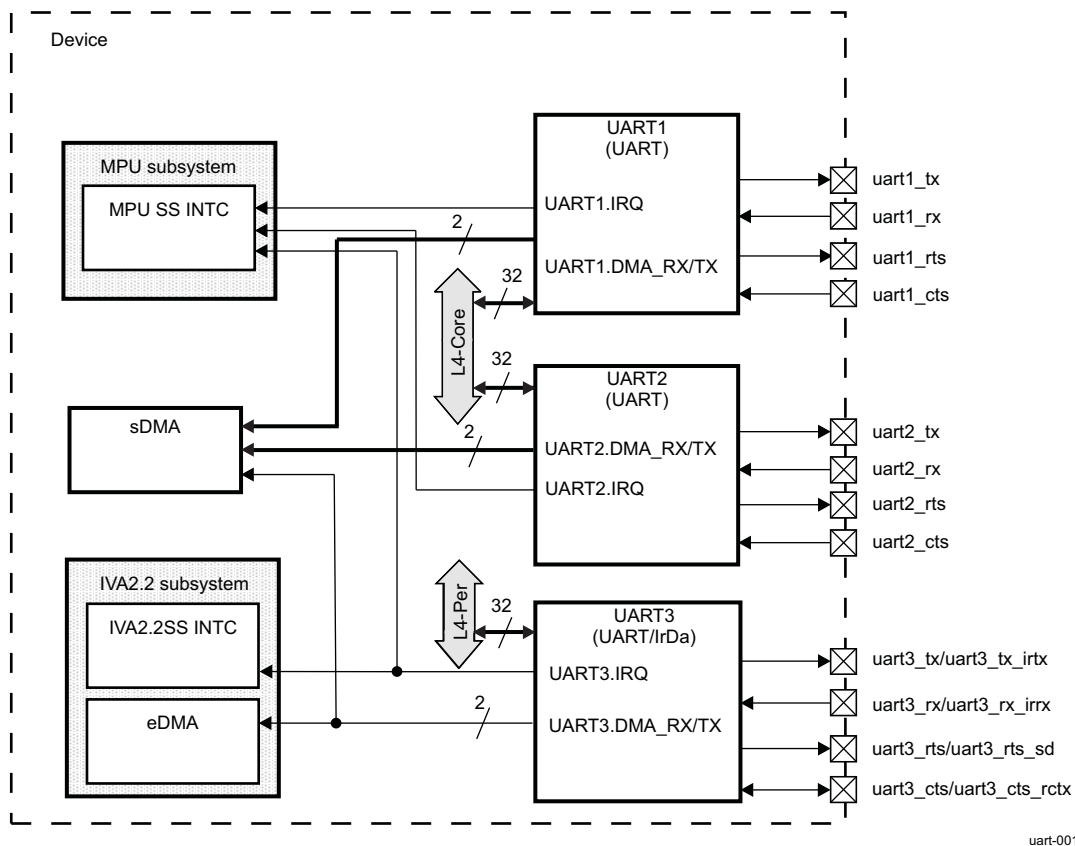 Device
MPU subsystem
MPU SS INTC
sDMA
IVA2.2 subsystem
IVA2.2SS INTC
eDMA
2
32
L4-Core
32
2
L4-Per
32
2
UART1
(UART)
UART1.IRQ
UART1.DMA_RX/TX
UART2
(UART)
UART2.DMA_RX/TX
UART2.IRQ
UART3
(UART/IrDa)
UART3.IRQ
UART3.DMA_RX/TX
uart1_tx
uart1_rx
uart1_rts
uart1_cts
uart2_tx
uart2_rx
uart2_rts
uart2_cts
uart3_tx/uart3_tx_irtx
uart3_rx/uart3_rx_irrx
uart3_rts/uart3_rts_sd
uart3_cts/uart3_cts_rctx
uart-001